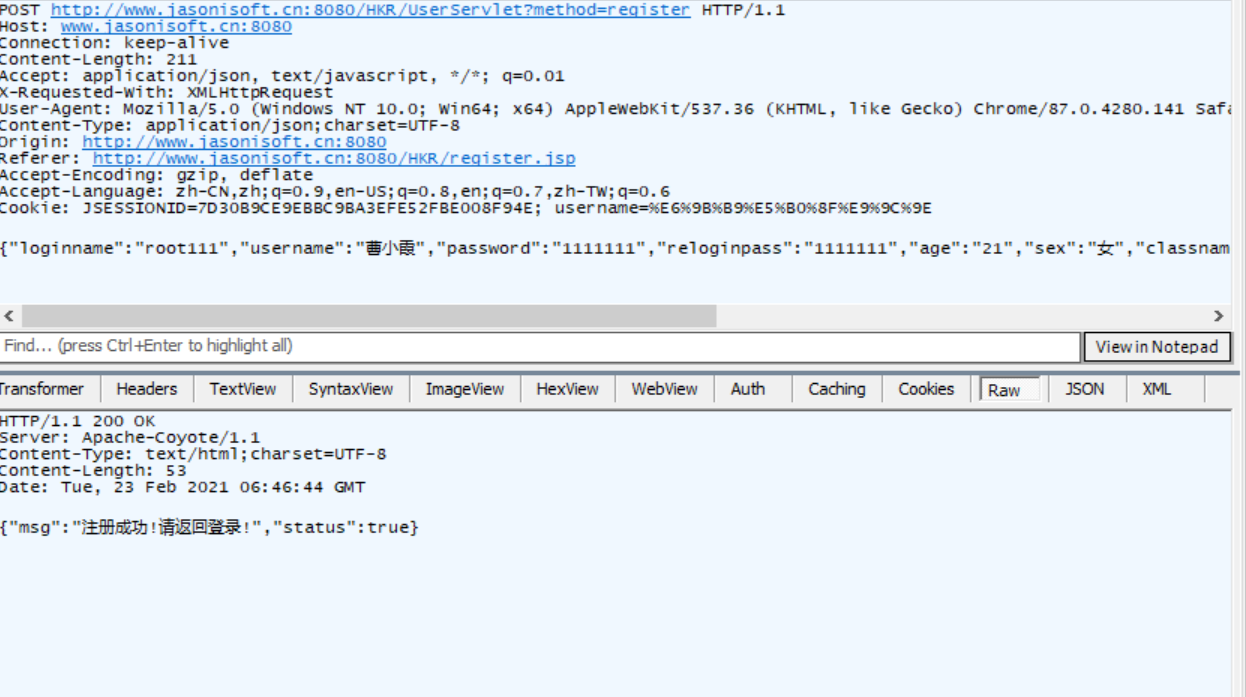 POST http://www.jasonisoft.cn:8080/HKR/UserServlet?method=register HTTP/1.1
Host: www.jasonisoft.cn:8080
Connection: keep-alive
Content-Length: 211
Accept: application/json, text/javascript, */*; q=0.01
X-Requested-With: XMLHttpRequest
User-Agent: Mozilla/5.0 (Windows NT 10.0; Win64; x64) AppleWebKit/537.36 (KHTML, like Gecko) Chrome/87.0.4280.141 Safa
Content-Type: application/json;charset=UTF-8
Origin: http://www.jasonisoft.cn:8080
Referer: http://www.jasonisoft.cn:8080/HKR/register.jsp
Accept-Encoding: gzip, deflate
Accept-Language: zh-CN,zh;q=0.9,en-US;q=0.8,en;q=0.7,zh-TW;q=0.6
Cookie: JSESSIONID=7D30B9CE9EBBC9BA3EFE52FBE008F94E; username=%E6%9B%B9%E5%B0%8F%E9%9C%9E
{"loginname":"root111","username":"曹小霞","password":"1111111","reloginpass":"1111111","age":"21","sex":"女","classnam
Find... (press Ctrl+Enter to highlight all) View in Notepad
Transformer Headers TextView SyntaxView ImageView HexView WebView Auth Caching Cookies Raw JSON XML
HTTP/1.1 200 OK
Server: Apache-Coyote/1.1
Content-Type: text/html;charset=UTF-8
Content-Length: 53
Date: Tue, 23 Feb 2021 06:46:44 GMT
{"msg":"注册成功!请返回登录!","status":true}